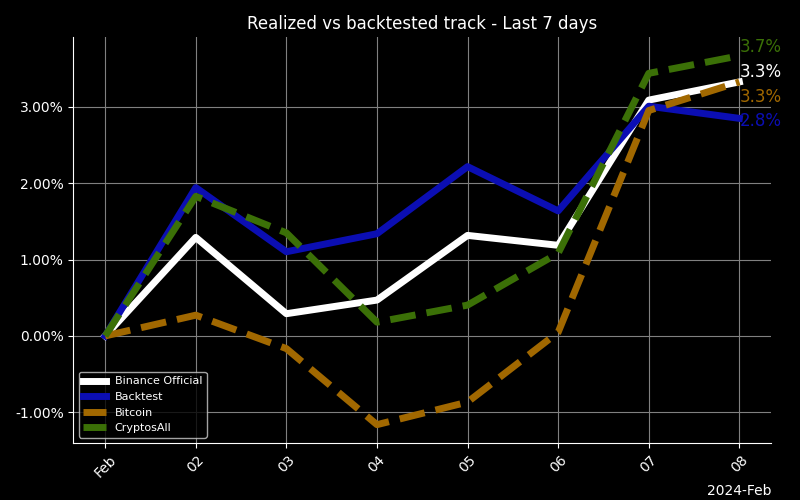 Realized vs backtested track - Last 7 days
3.7%
3.3%
3.3%
2.8%
3.00%
2.00%
1.00%
0.00%
-1.00%
Binance Official
Backtest
Bitcoin
CryptosAll
Feb 02 03 04 05 06 07 08
2024-Feb